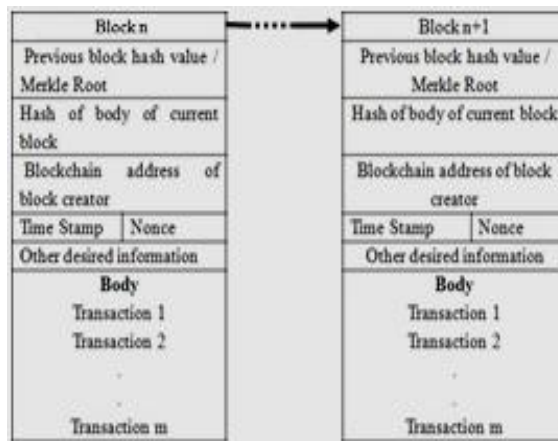 Block n
Previous block hash value /
Merkle Root
Hash of body of current
block
Blockchain address of
block creator
Time Stamp Nonce
Other desired information
Body
Transaction 1
Transaction 2
.
.
Transaction m
Block n+1
Previous block hash value /
Merkle Root
Hash of body of current block
Blockchain address of block
creator
Time Stamp Nonce
Other desired information
Body
Transaction 1
Transaction 2
.
.
Transaction m